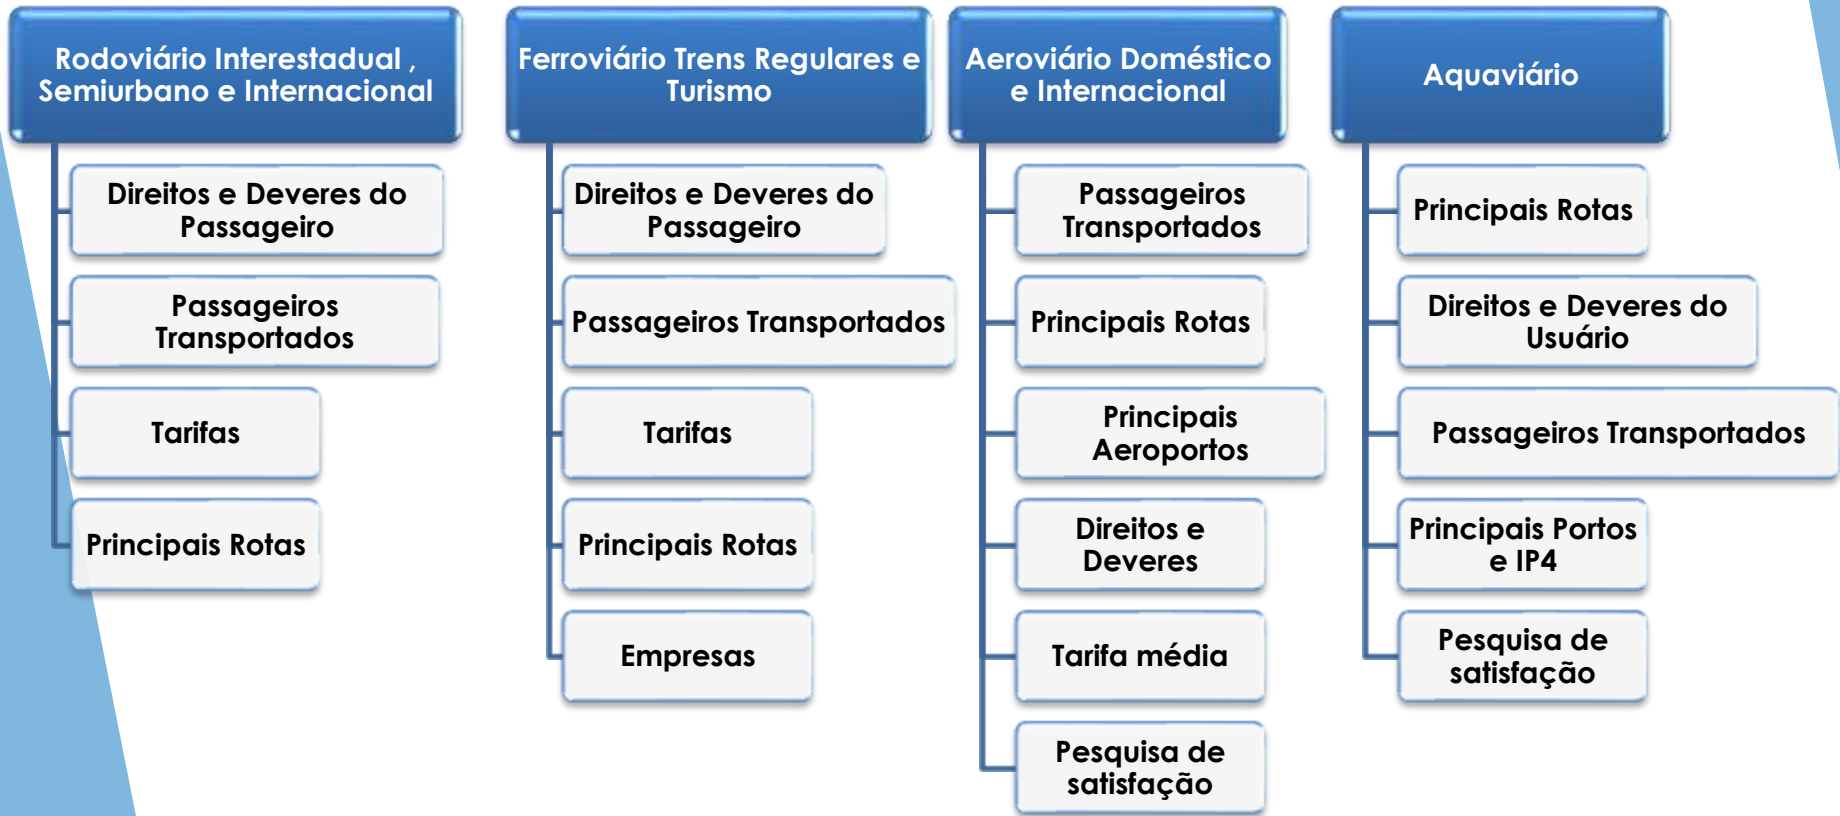 Rodoviário Interestadual ,
Semiurbano e Internacional
Direitos e Deveres do
Passageiro
Passageiros
Transportados
Tarifas
Principais Rotas
Ferroviário Trens Regulares e
Turismo
Direitos e Deveres do
Passageiro
Passageiros Transportados
Tarifas
Principais Rotas
Empresas
Aeroviário Doméstico
e Internacional
Passageiros
Transportados
Principais Rotas
Principais
Aeroportos
Direitos e
Deveres
Tarifa média
Pesquisa de
satisfação
Aquaviário
Principais Rotas
Direitos e Deveres do
Usuário
Passageiros Transportados
Principais Portos
e IP4
Pesquisa de
satisfação